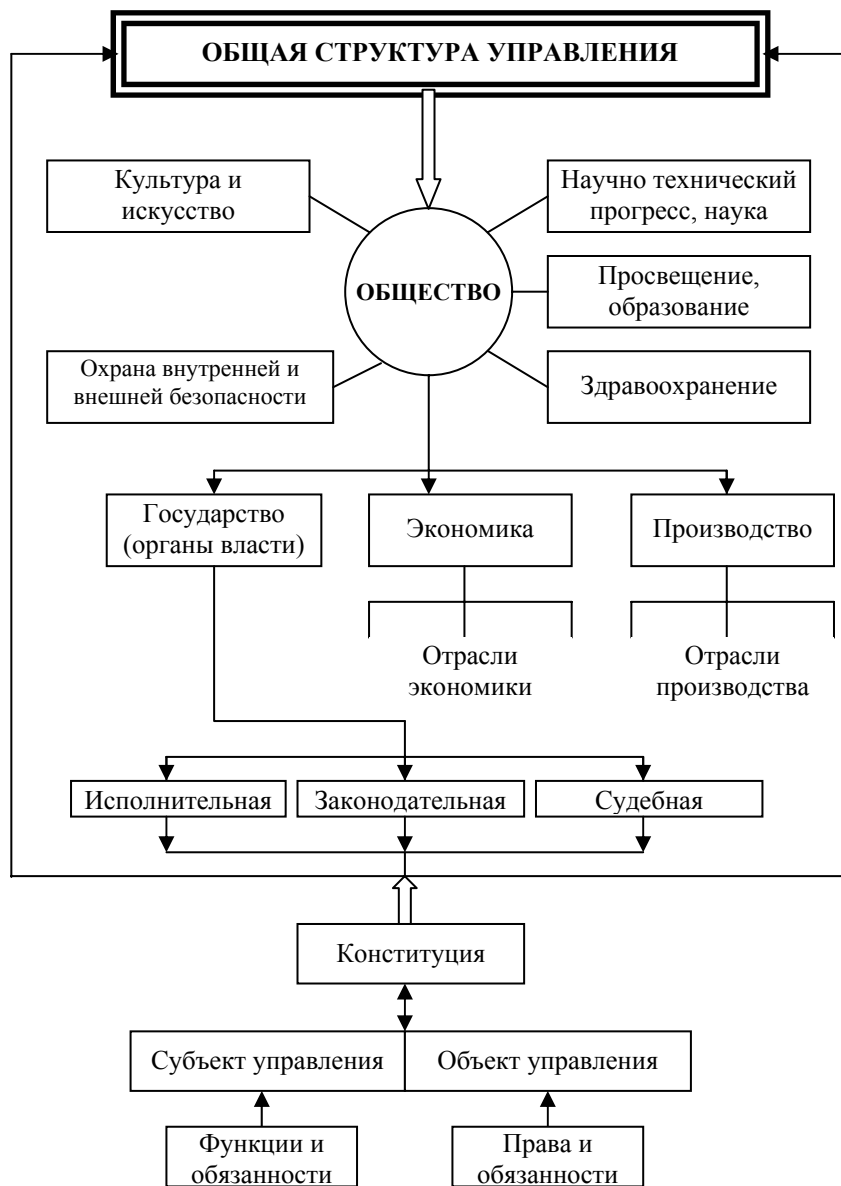 ОБЩАЯ СТРУКТУРА УПРАВЛЕНИЯ
Культура и
искусство
Научно технический
прогресс, наука
ОБЩЕСТВО
Просвещение,
образование
Охрана внутренней и
внешней безопасности
Здравоохранение
Государство
(органы власти)
Экономика
Производство
Отрасли
экономики
Отрасли
производства
Исполнительная
Законодательная
Судебная
Конституция
Субъект управления
Объект управления
Функции и
обязанности
Права и
обязанности